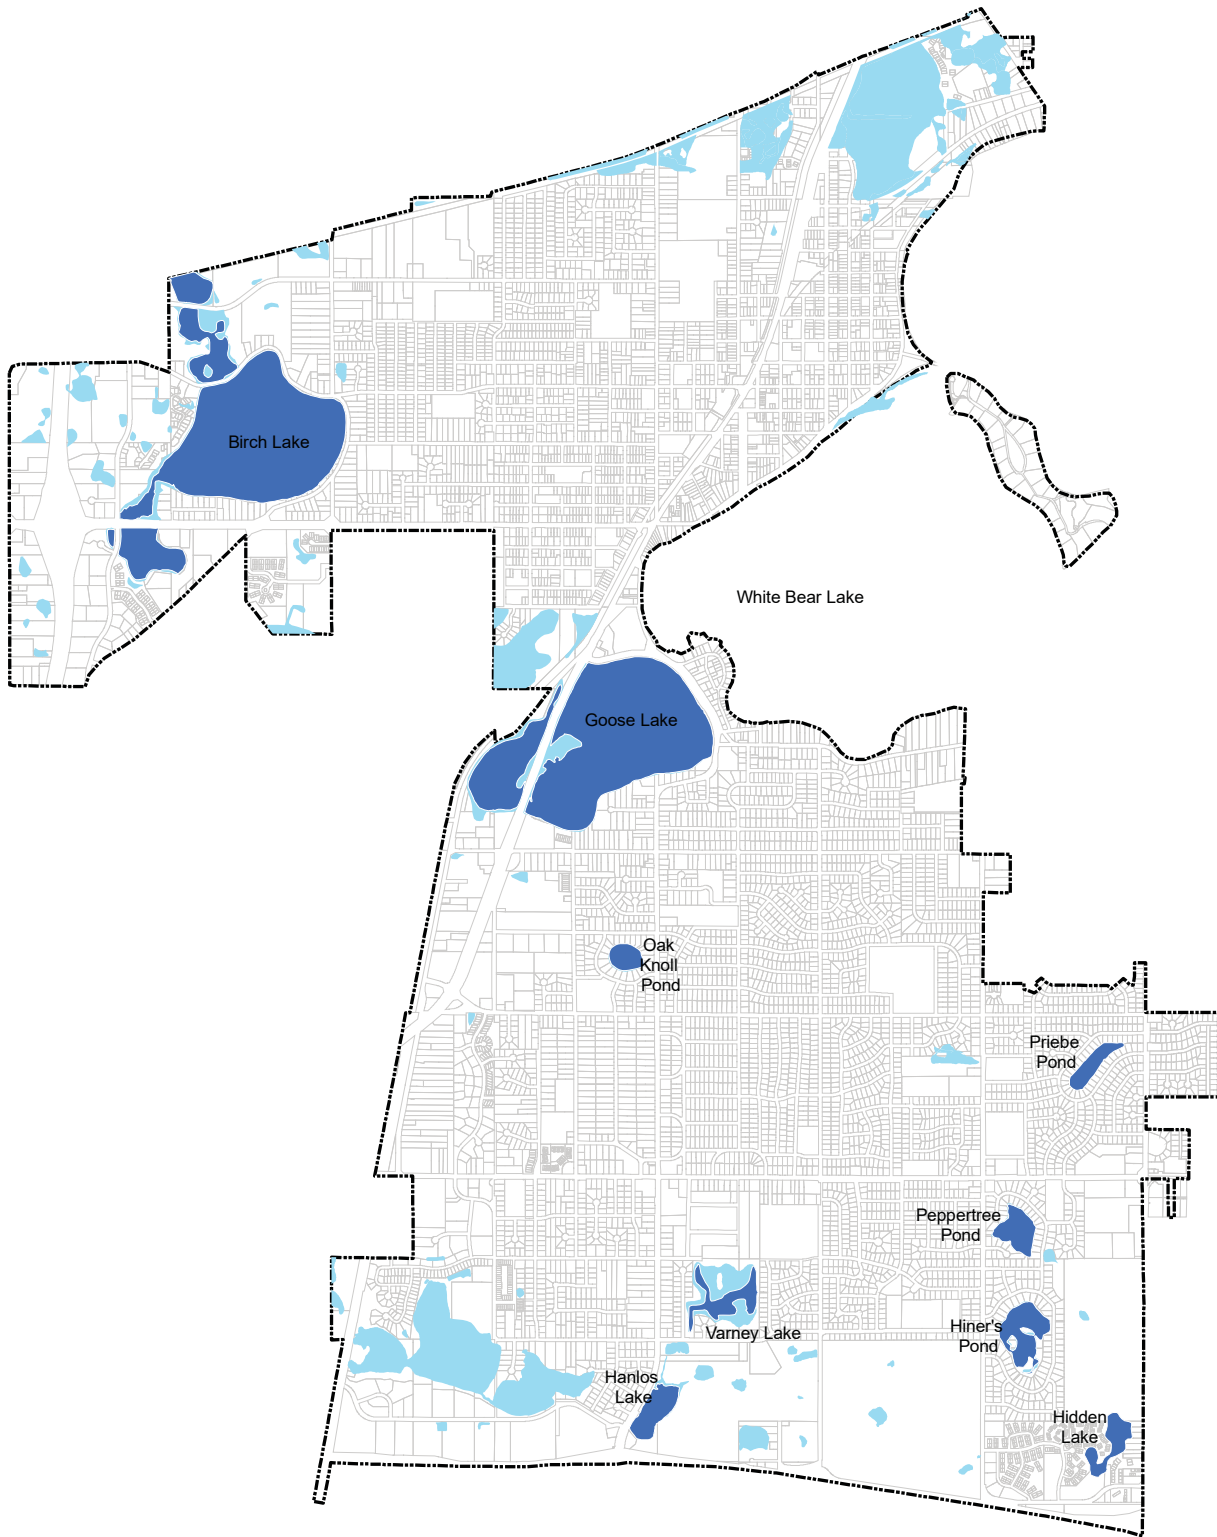 Birch Lake
White Bear Lake
Goose Lake
Oak
Knoll
Pond
Priebe
Pond
Peppertree
Pond
Hiner's
Pond
Varney Lake
Hanlos
Lake
Hidden
Lake